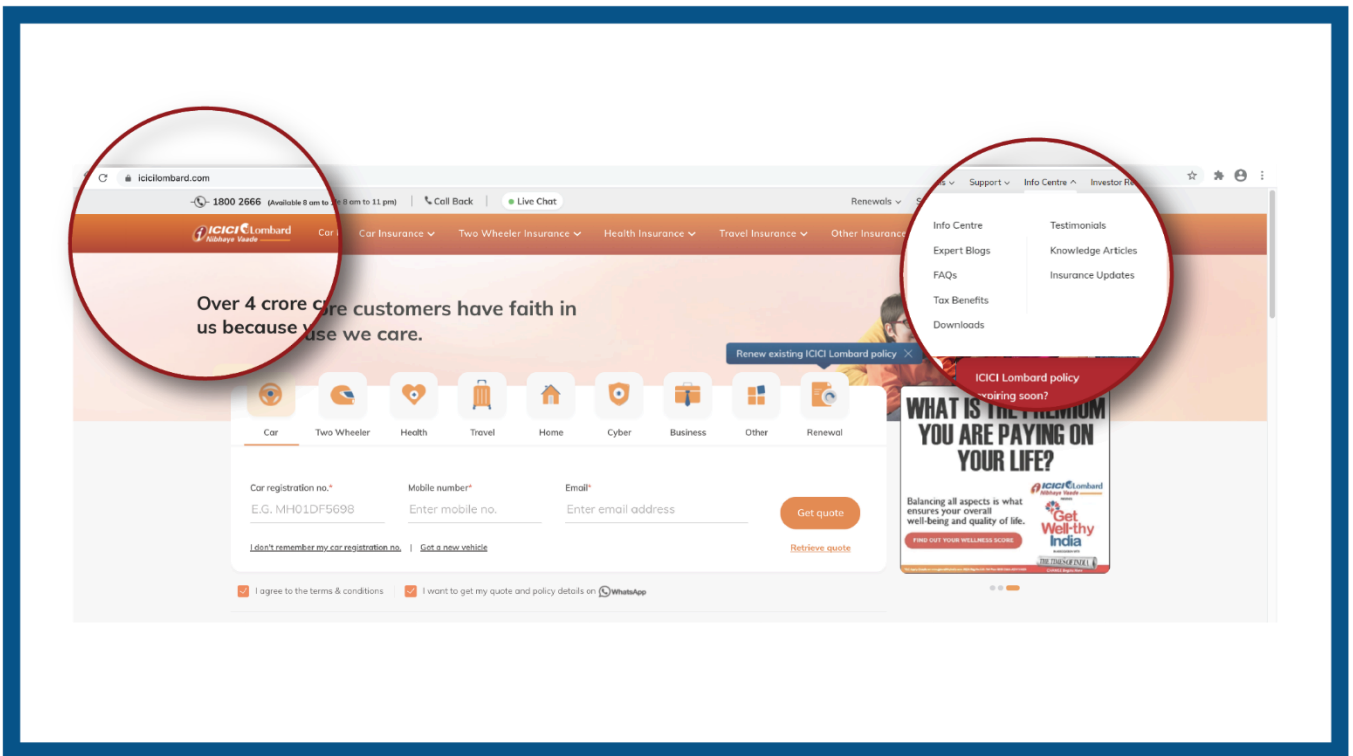 icicilombard.com
1800 2666 (Available 8 am to 11 pm)
Call Back
Live Chat
Renewals
Support
Info Centre
ICICI Lombard
Nibhaye Vaade
Car Insurance
Two Wheeler Insurance
Health Insurance
Travel Insurance
Other Insurance
Info Centre
Expert Blogs
FAQs
Tax Benefits
Downloads
Testimonials
Knowledge Articles
Insurance Updates
Over 4 crore customers have faith in
us because we care.
Renew existing ICICI Lombard policy
ICICI Lombard policy
expiring soon?
Car
Two Wheeler
Health
Travel
Home
Cyber
Business
Other
Renewal
Car registration no.*
Mobile number*
Email*
E.G. MH01DF5698
Enter mobile no.
Enter email address
Get quote
I don't remember my car registration no. | Got a new vehicle
Retrieve quote
I agree to the terms & conditions
I want to get my quote and policy details on WhatsApp
WHAT IS THE PREMIUM
YOU ARE PAYING ON
YOUR LIFE?
Balancing all aspects is what
ensures your overall
well-being and quality of life.
FIND OUT YOUR WELLNESS SCORE
ICICI Lombard
Nibhaye Vaade
Get
Well-thy
India
THE TIMES OF INDIA